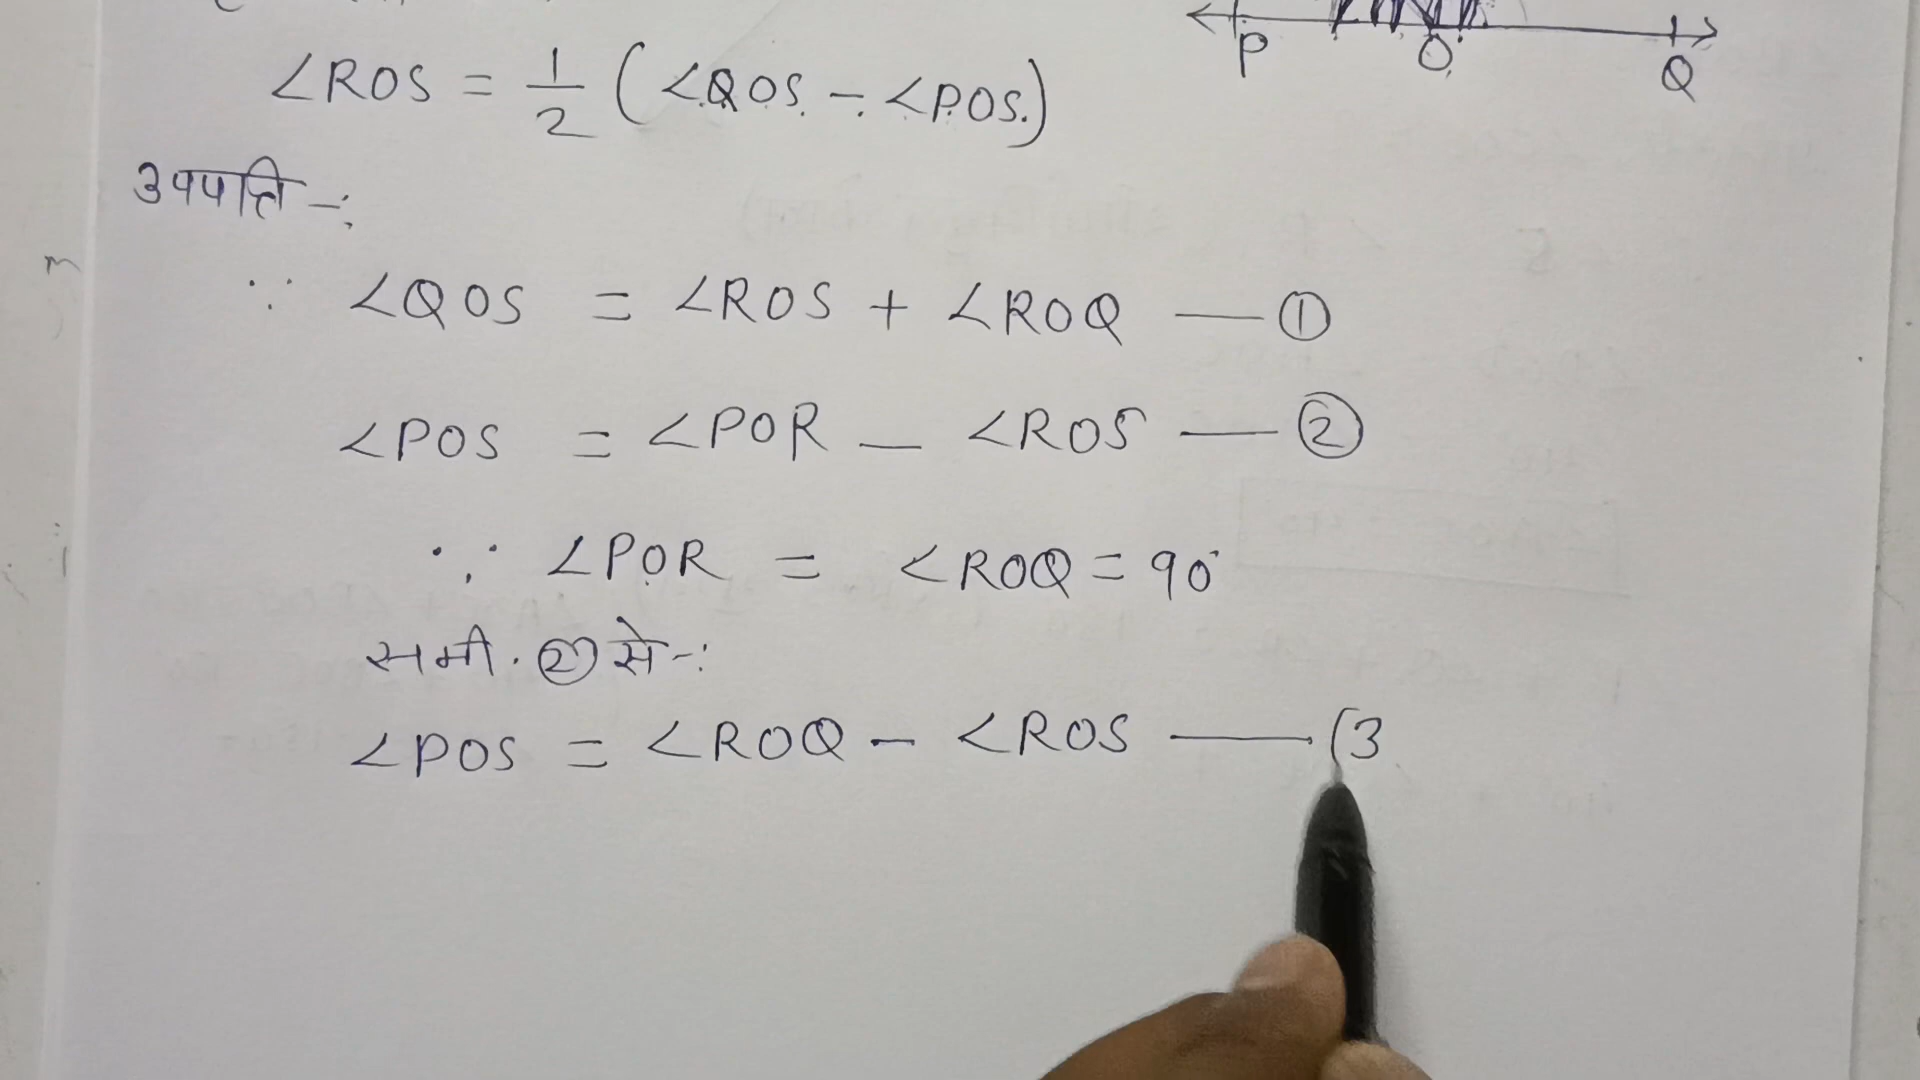 ∠ROS = 1/2 (∠QOS - ∠POS)
P O Q
उपपत्ति -:
∵ ∠QOS = ∠ROS + ∠ROQ — ①
∠POS = ∠POR - ∠ROS — ②
∵ ∠POR = ∠ROQ = 90°
समी. ② से -:
∠POS = ∠ROQ - ∠ROS — (3